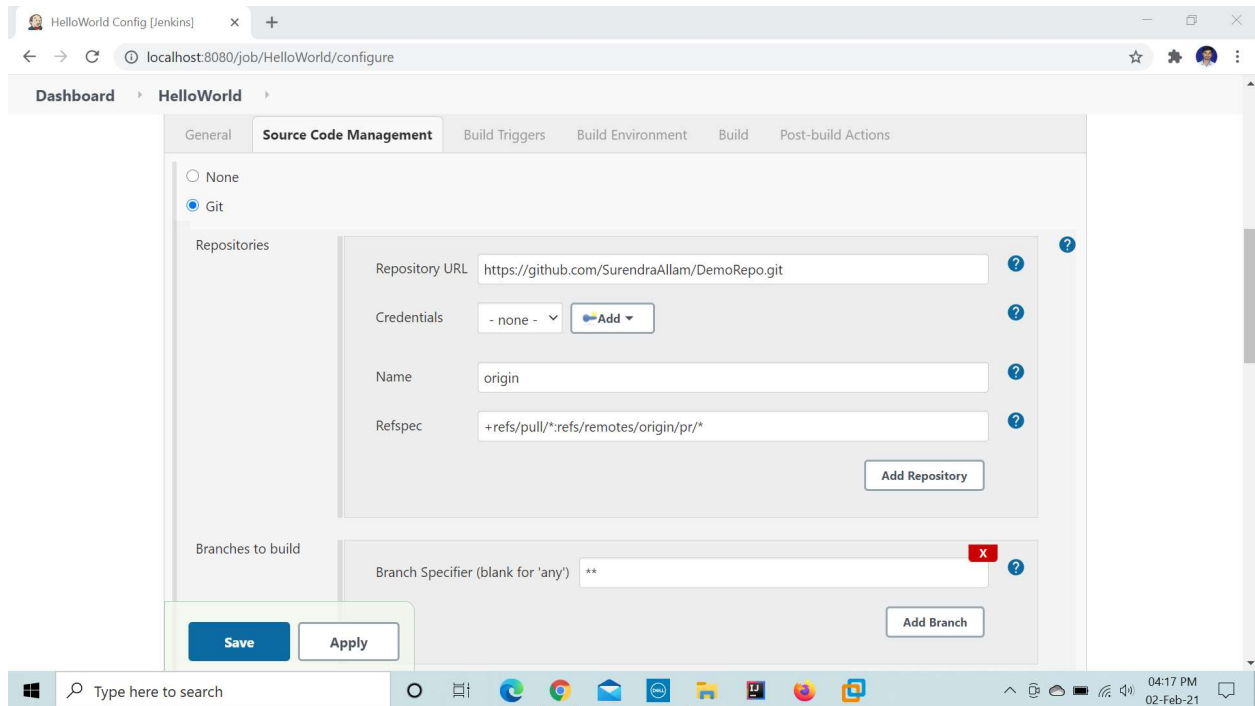 HelloWorld Config [Jenkins]
localhost:8080/job/HelloWorld/configure
Dashboard HelloWorld
General Source Code Management Build Triggers Build Environment Build Post-build Actions
None
Git
Repositories
Repository URL https://github.com/SurendraAllam/DemoRepo.git
Credentials - none - Add
Name origin
Refspec +refs/pull/*:refs/remotes/origin/pr/*
Add Repository
Branches to build
X
Branch Specifier (blank for 'any') **
Add Branch
Save Apply
Type here to search
04:17 PM
02-Feb-21